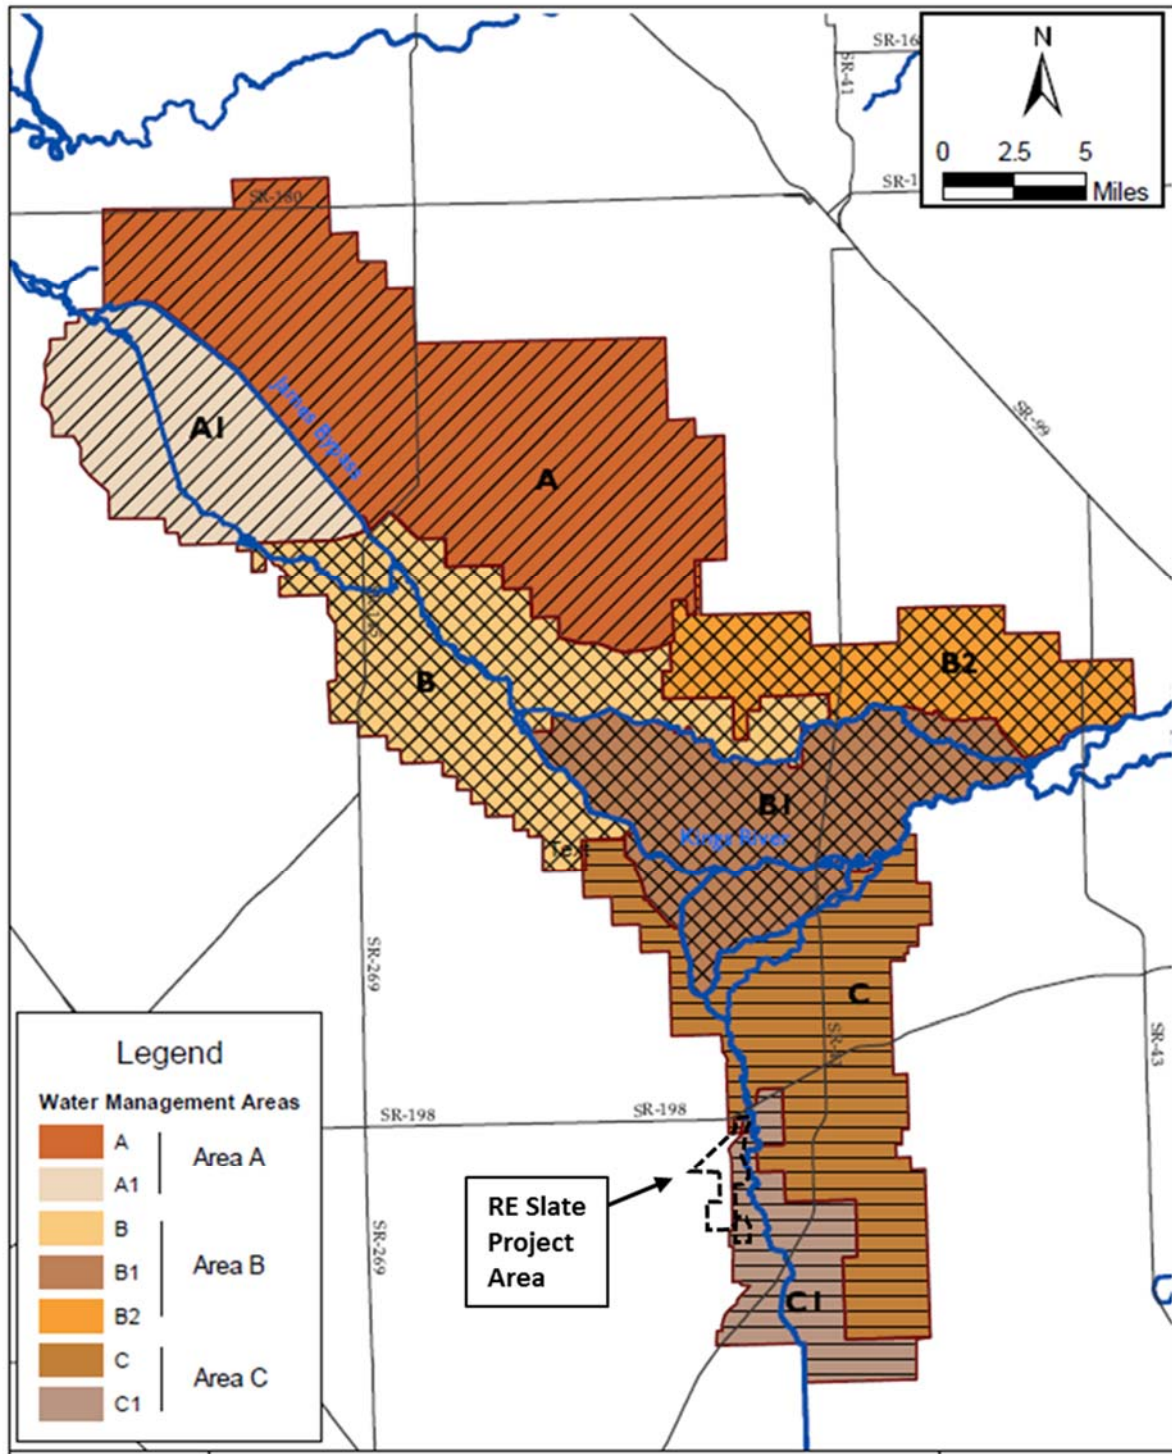 SR-16
SR-41
N
0 2.5 5
Miles
SR-1
SR-180
SR-99
James Bypass
A1
A
B2
B
B1
Kings River
Text
SR-269
C
SR-43
SR-198
SR-198
RE Slate
Project
Area
SR-269
C1
Legend
Water Management Areas
A
A1
Area A
B
B1
B2
Area B
C
C1
Area C